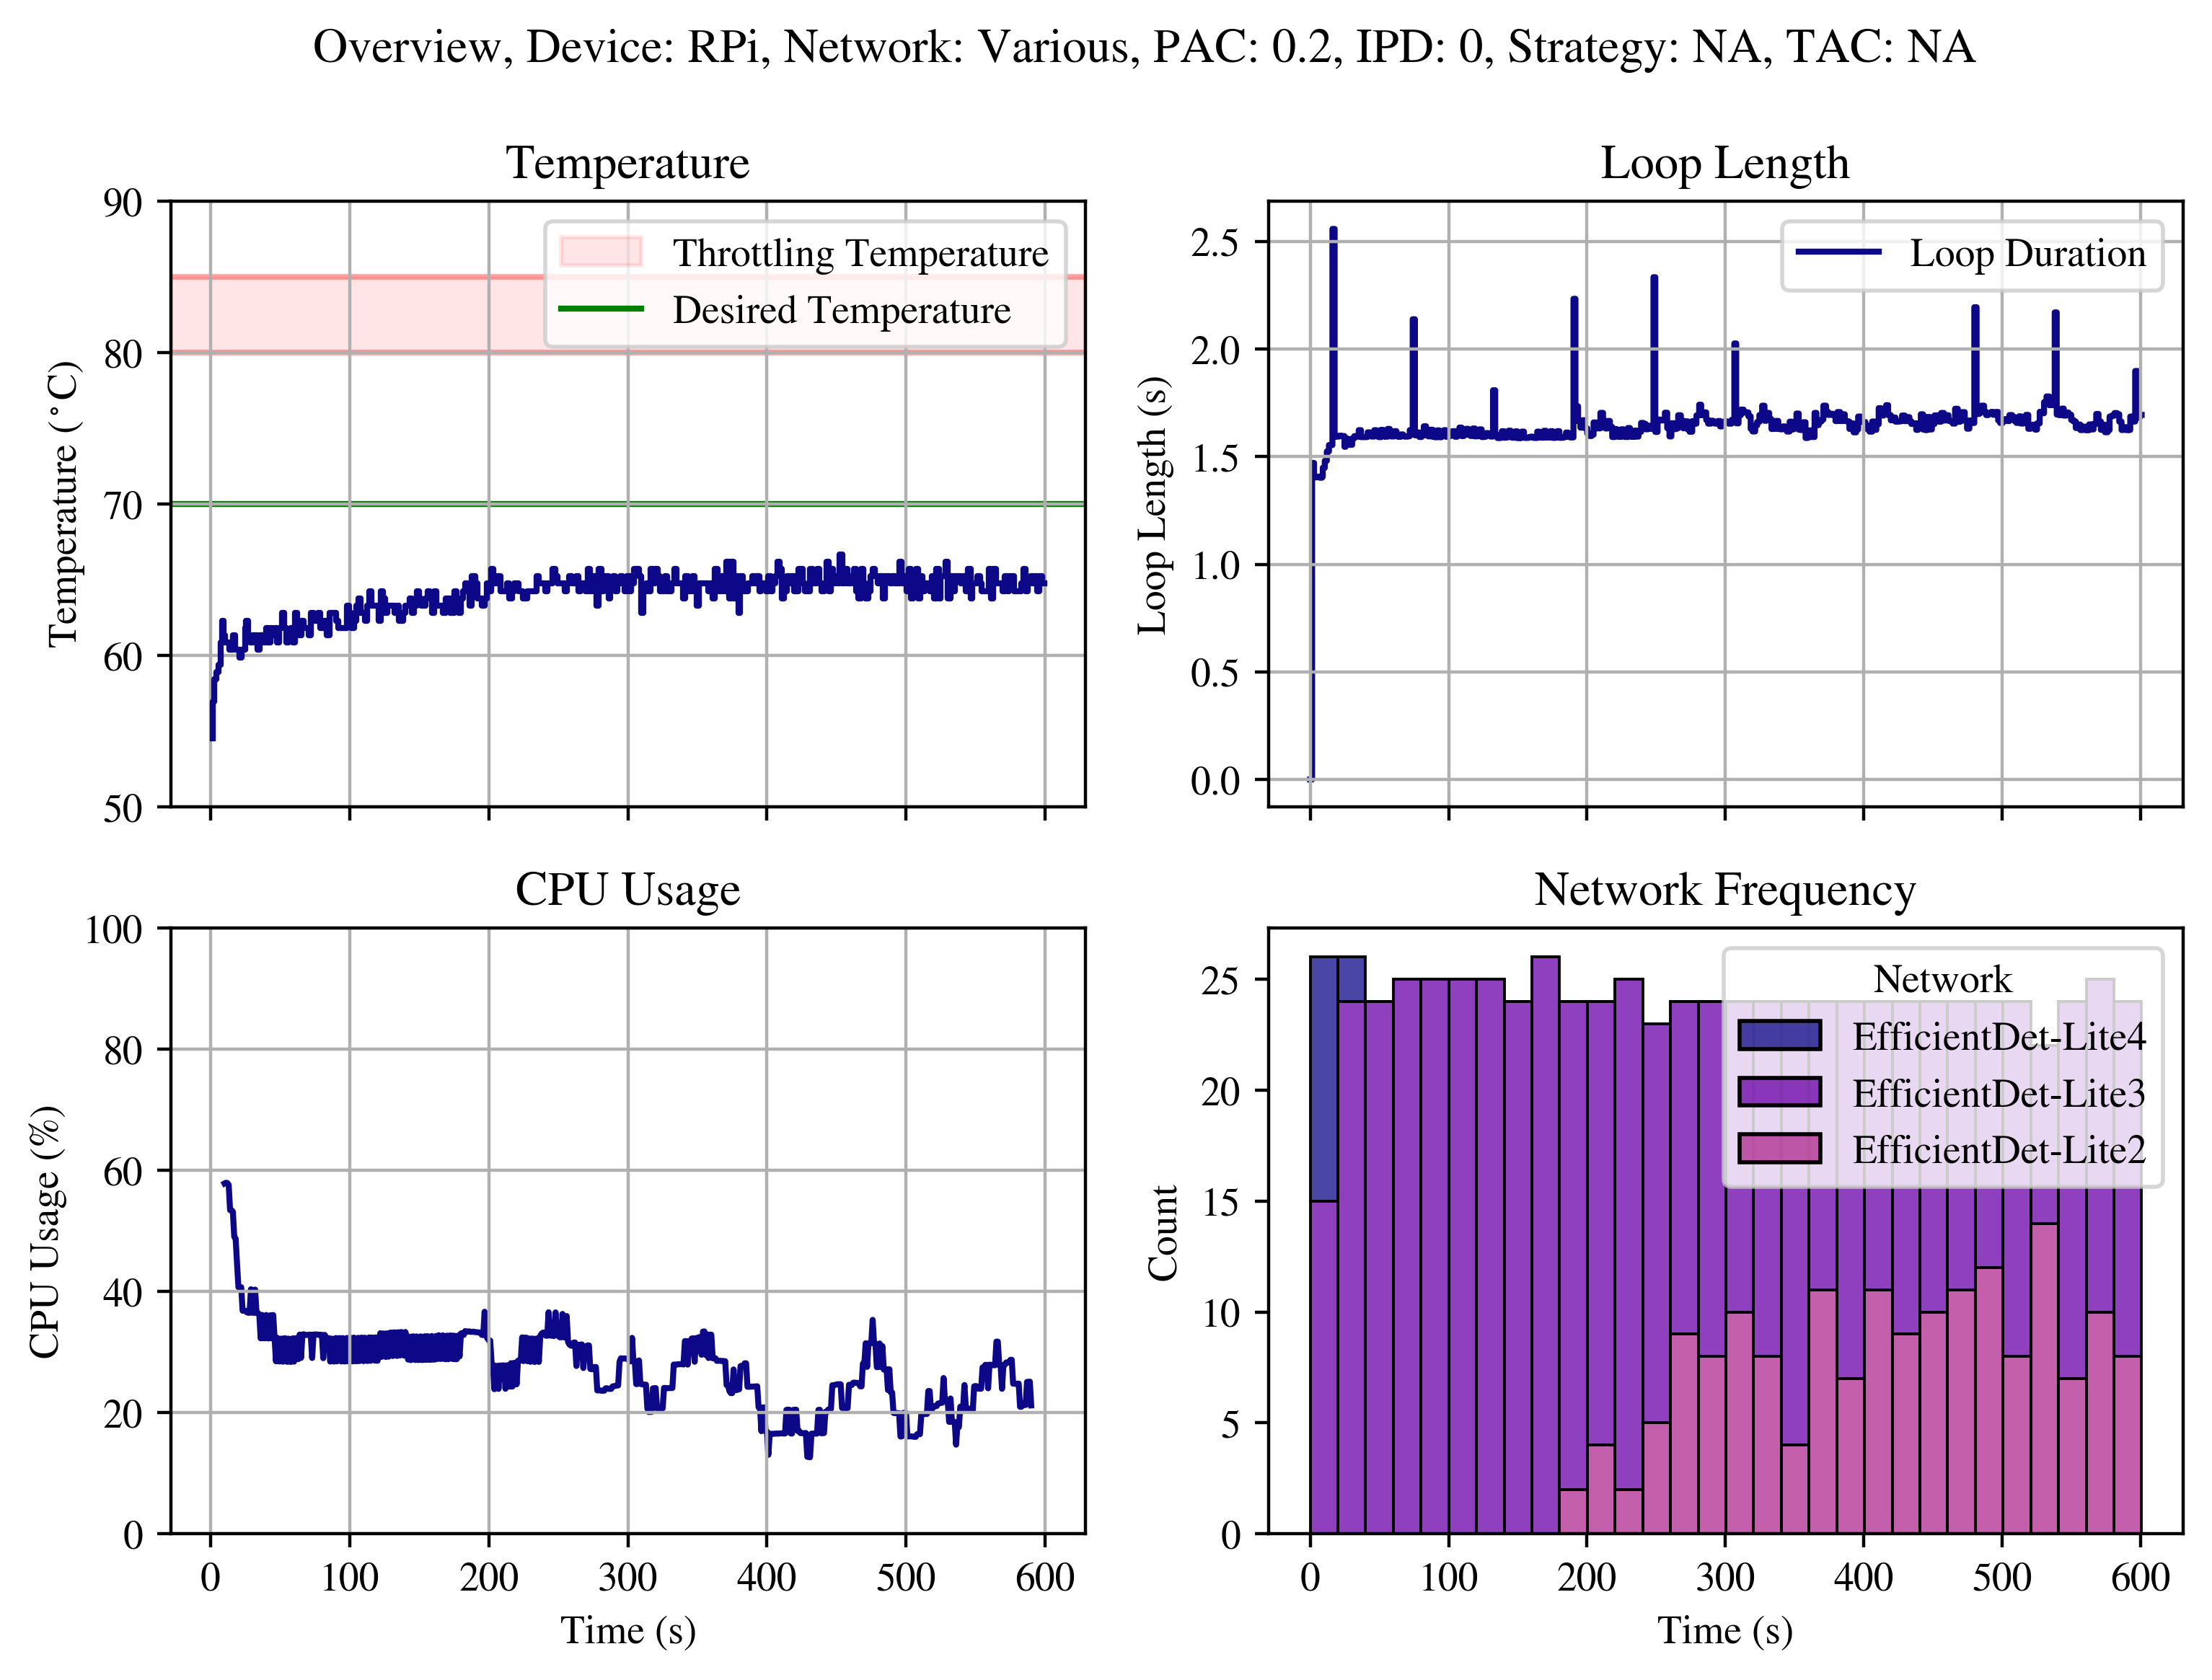 Overview, Device: RPi, Network: Various, PAC: 0.2, IPD: 0, Strategy: NA, TAC: NA
Temperature
90
80
70
60
50
Temperature (°C)
Throttling Temperature
Desired Temperature
Loop Length
2.5
2.0
1.5
1.0
0.5
0.0
Loop Length (s)
Loop Duration
CPU Usage
100
80
60
40
20
0
CPU Usage (%)
0 100 200 300 400 500 600
Time (s)
Network Frequency
25
20
15
10
5
0
Count
Network
EfficientDet-Lite4
EfficientDet-Lite3
EfficientDet-Lite2
0 100 200 300 400 500 600
Time (s)